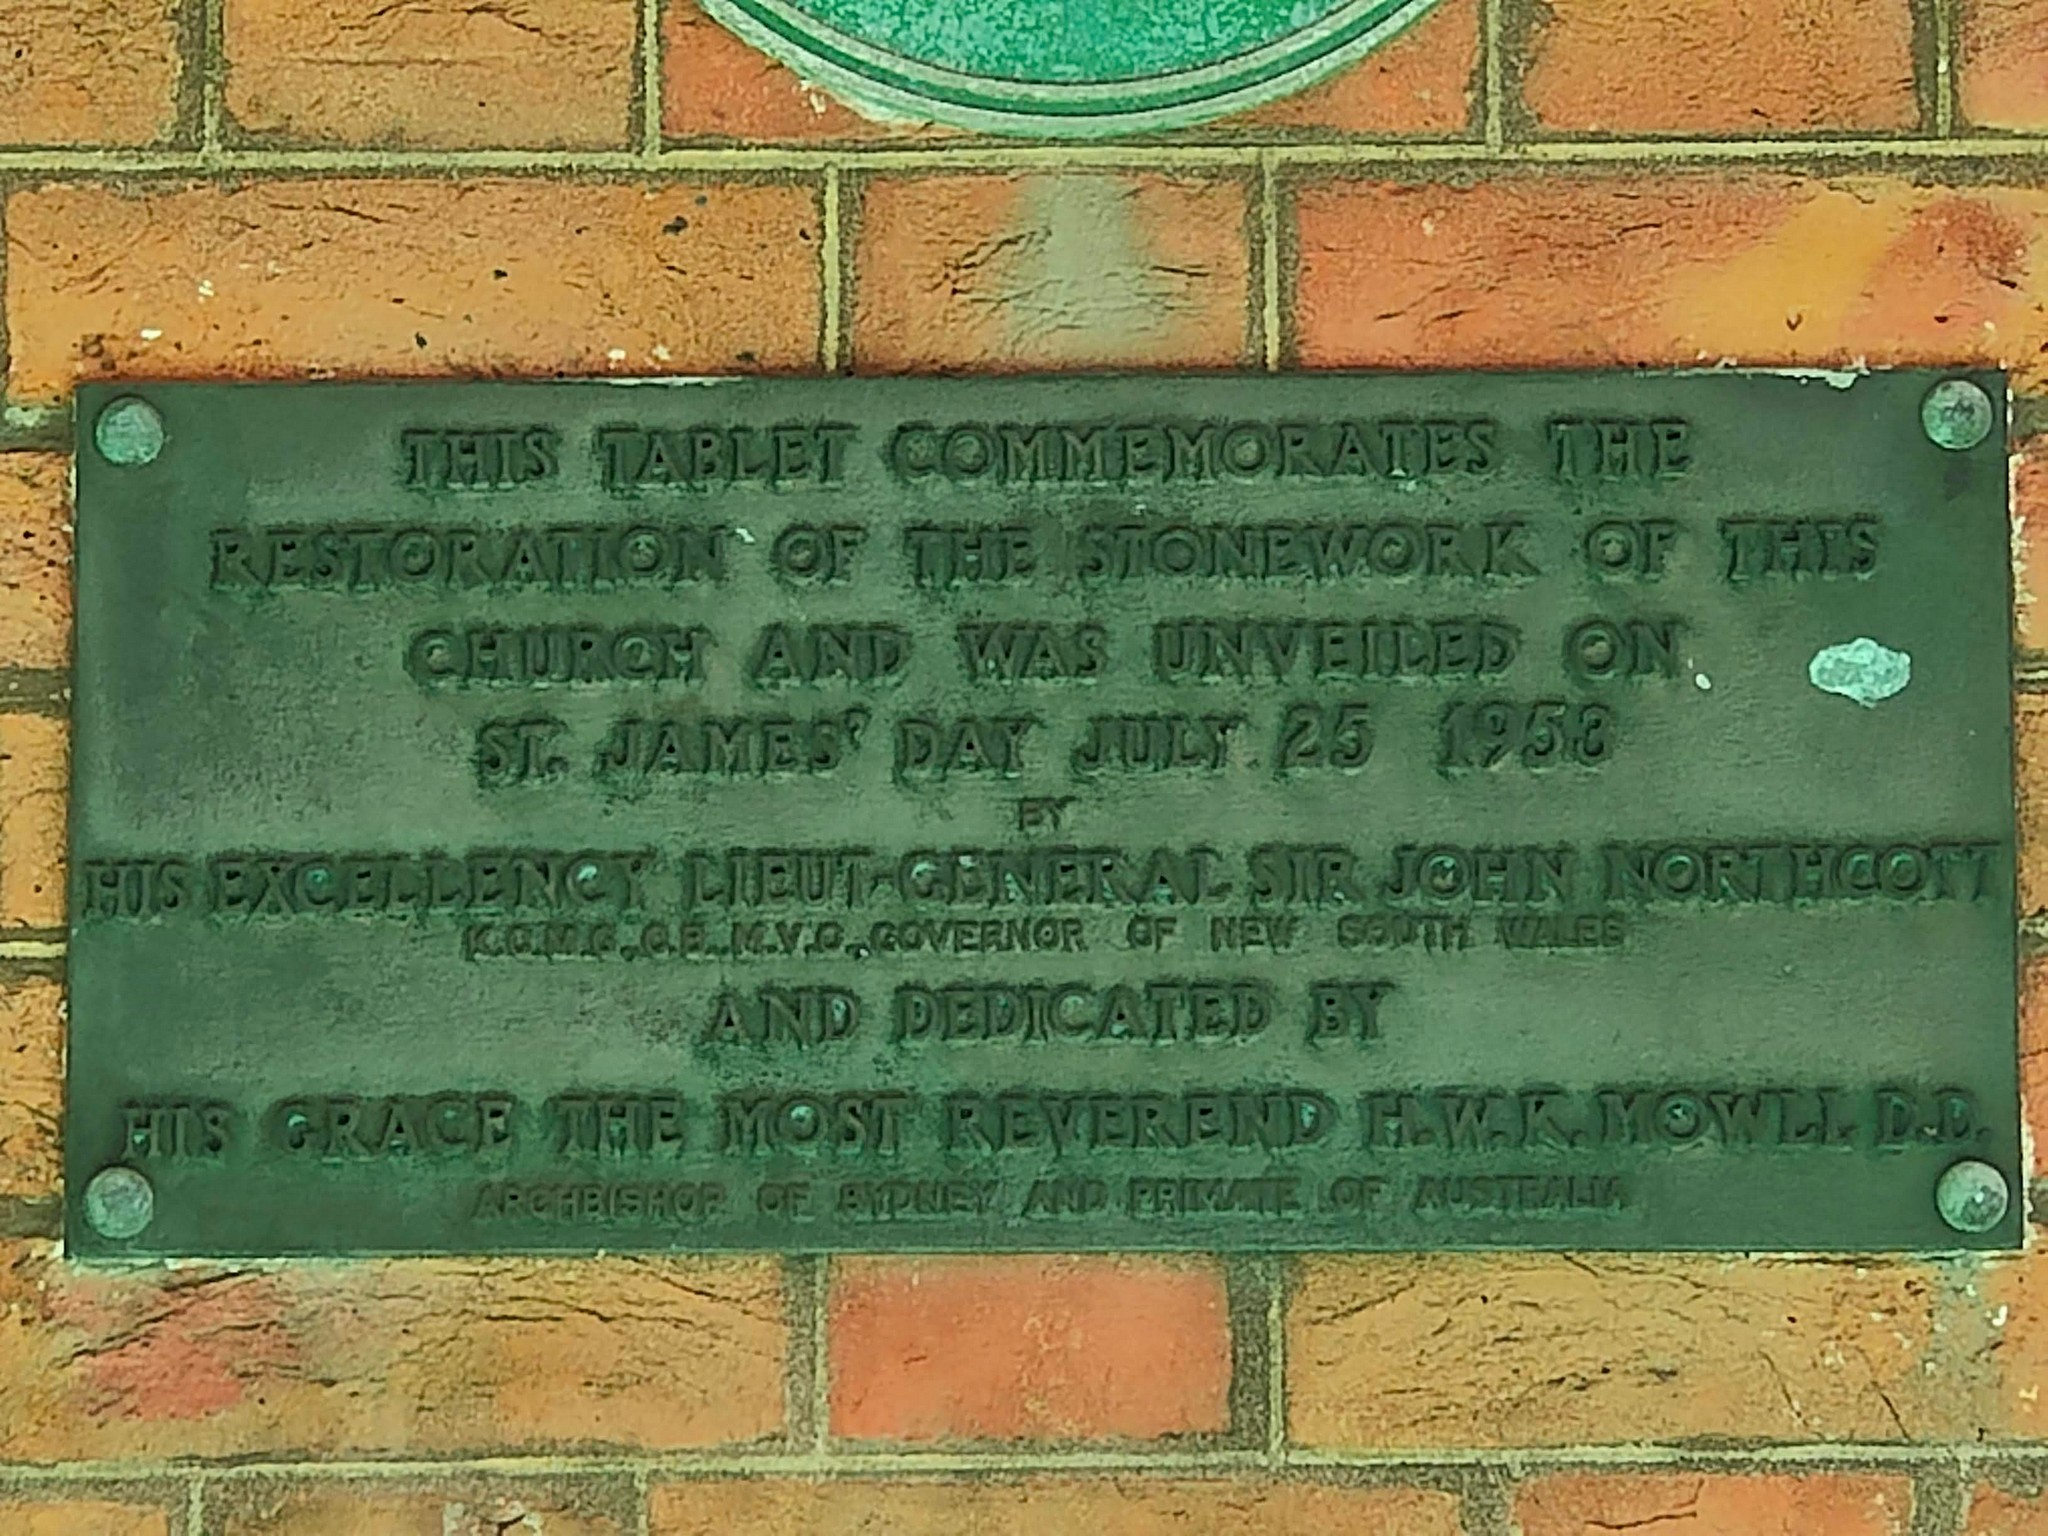 THIS TABLET COMMEMORATES THE
RESTORATION OF THE STONEWORK OF THIS
CHURCH AND WAS UNVEILED ON
ST. JAMES' DAY JULY 25 1953
BY
HIS EXCELLENCY LIEUT-GENERAL SIR JOHN NORTHCOTT
K.C.M.G., C.B., M.V.O., GOVERNOR OF NEW SOUTH WALES
AND DEDICATED BY
HIS GRACE THE MOST REVEREND H.W.K. MOWLL D.D.
ARCHBISHOP OF SYDNEY AND PRIMATE OF AUSTRALIA